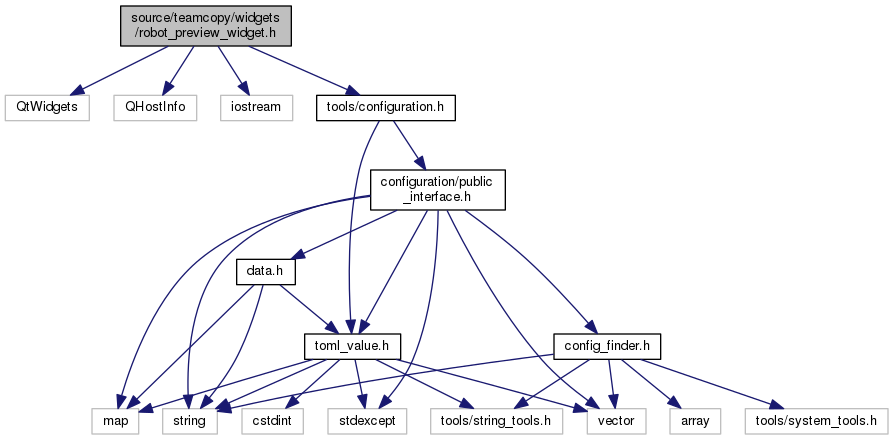 source/teamcopy/widgets
/robot_preview_widget.h
QtWidgets
QHostInfo
iostream
tools/configuration.h
configuration/public
_interface.h
data.h
toml_value.h
config_finder.h
map
string
cstdint
stdexcept
tools/string_tools.h
vector
array
tools/system_tools.h